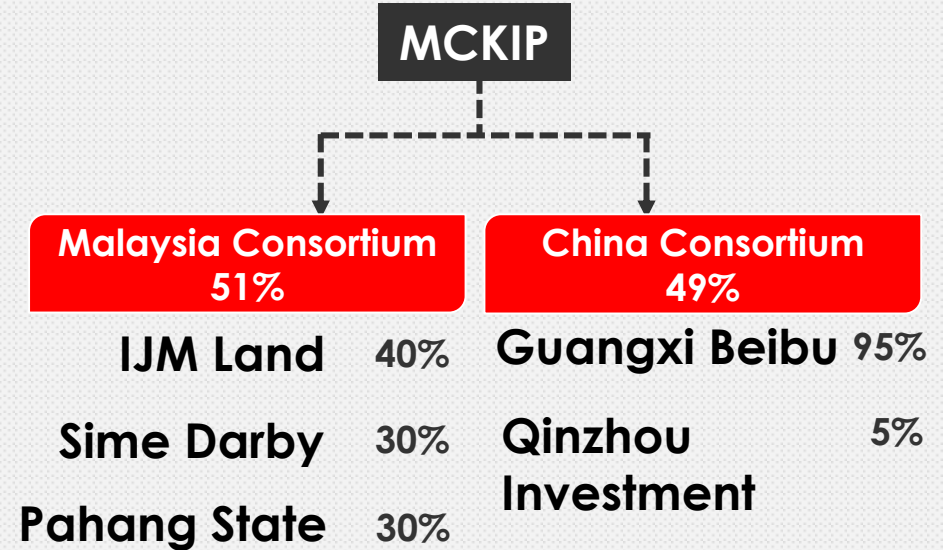 MCKIP
Malaysia Consortium
51%
China Consortium
49%
IJM Land 40%
Sime Darby 30%
Pahang State 30%
Guangxi Beibu 95%
Qinzhou 5%
Investment